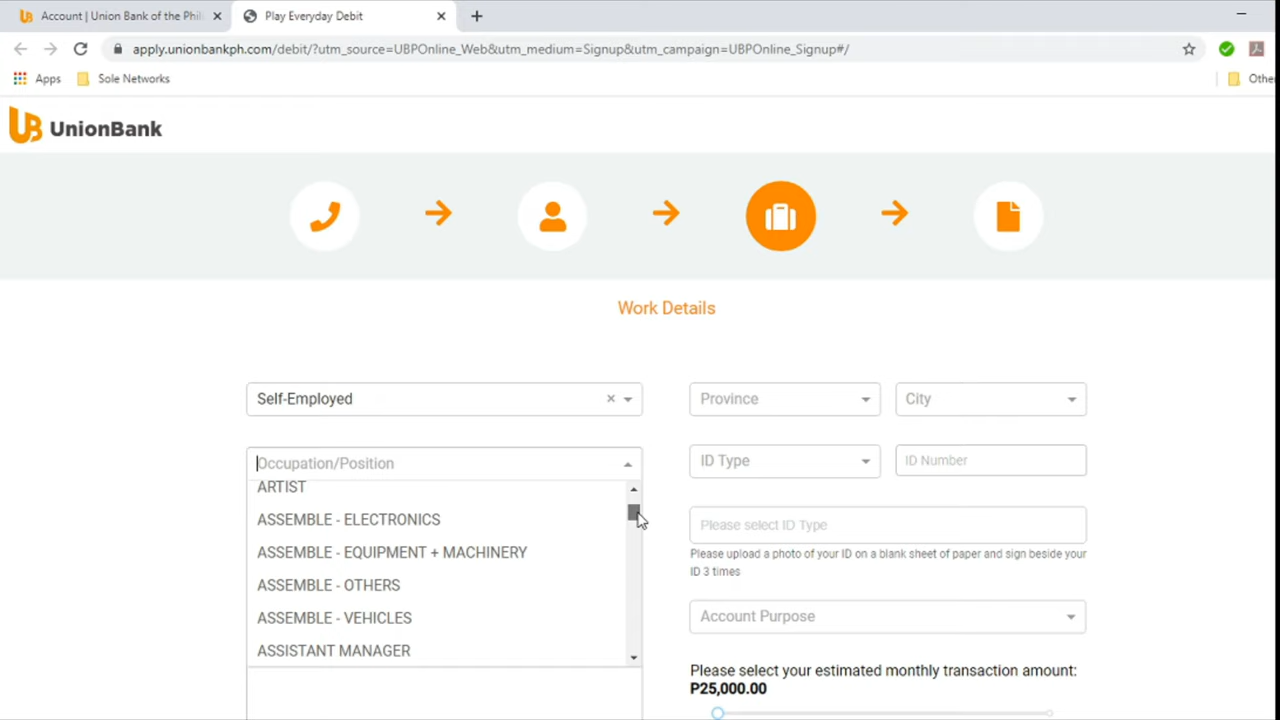 Account | Union Bank of the Phili
Play Everyday Debit
apply.unionbankph.com/debit/?utm_source=UBPOnline_Web&utm_medium=Signup&utm_campaign=UBPOnline_Signup#/
Apps
Sole Networks
Other
UB UnionBank
Work Details
Self-Employed
Province
City
Occupation/Position
ID Type
ID Number
ARTIST
ASSEMBLE - ELECTRONICS
Please select ID Type
ASSEMBLE - EQUIPMENT + MACHINERY
Please upload a photo of your ID on a blank sheet of paper and sign beside your
ID 3 times
ASSEMBLE - OTHERS
ASSEMBLE - VEHICLES
Account Purpose
ASSISTANT MANAGER
Please select your estimated monthly transaction amount:
P25,000.00